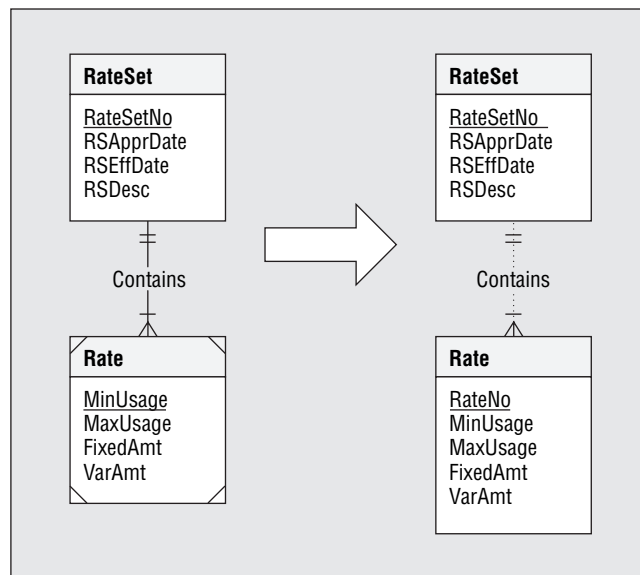 RateSet
RateSetNo
RSApprDate
RSEffDate
RSDesc
Contains
Rate
MinUsage
MaxUsage
FixedAmt
VarAmt
RateSet
RateSetNo
RSApprDate
RSEffDate
RSDesc
Contains
Rate
RateNo
MinUsage
MaxUsage
FixedAmt
VarAmt